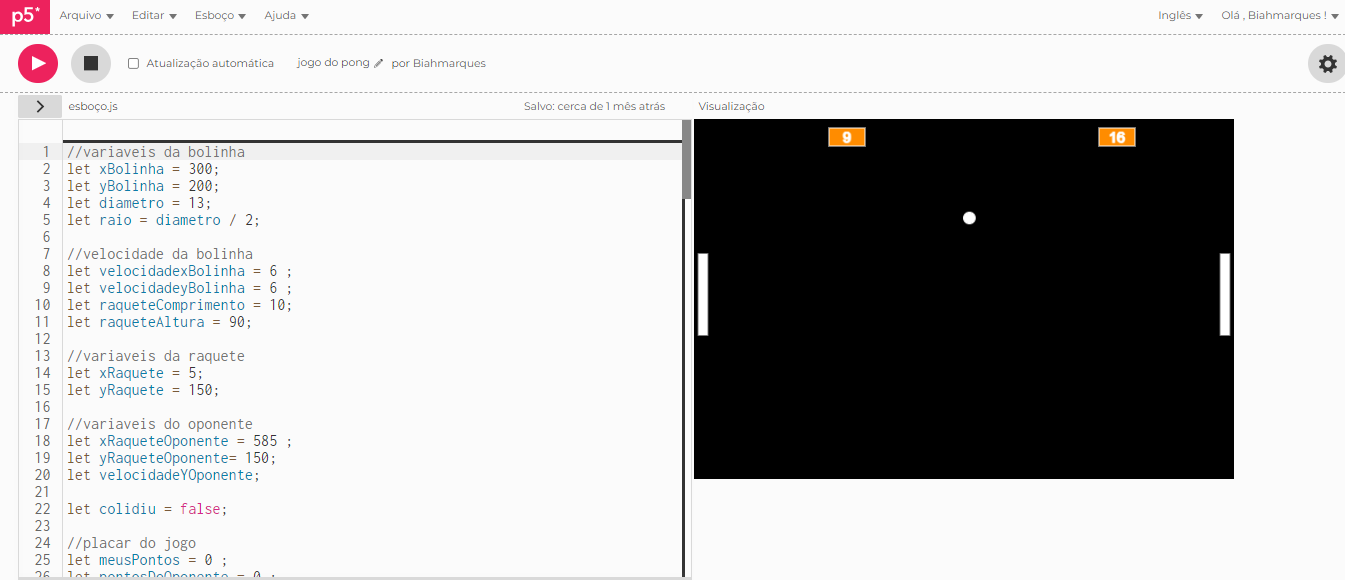 p5* Arquivo Editar Esboço Ajuda Inglês Olá , Biahmarques !
Atualização automática jogo do pong por Biahmarques
esboço.js Salvo: cerca de 1 mês atrás Visualização
9 16
1 //variaveis da bolinha
2 let xBolinha = 300;
3 let yBolinha = 200;
4 let diametro = 13;
5 let raio = diametro / 2;
6
7 //velocidade da bolinha
8 let velocidadexBolinha = 6 ;
9 let velocidadeyBolinha = 6 ;
10 let raqueteComprimento = 10;
11 let raqueteAltura = 90;
12
13 //variaveis da raquete
14 let xRaquete = 5;
15 let yRaquete = 150;
16
17 //variaveis do oponente
18 let xRaqueteOponente = 585 ;
19 let yRaqueteOponente= 150;
20 let velocidadeYOponente;
21
22 let colidiu = false;
23
24 //placar do jogo
25 let meusPontos = 0 ;
26 let pontosDoOponente = 0 ;